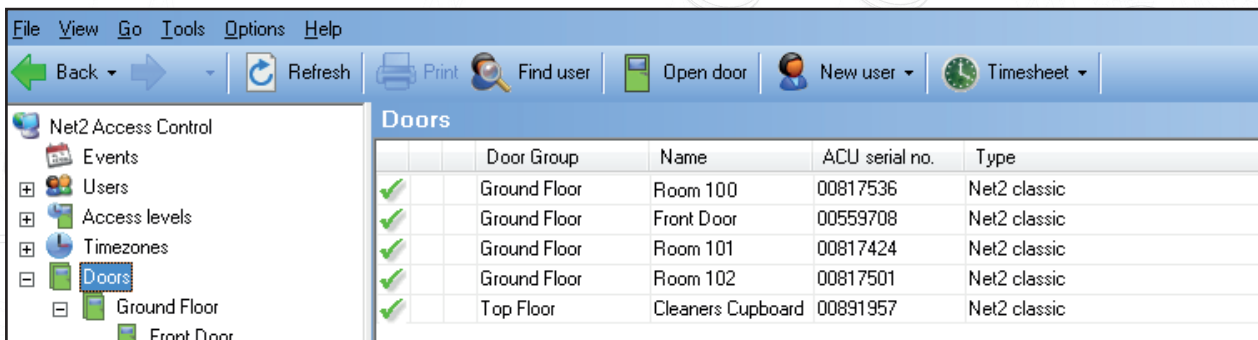 File View Go Tools Options Help
Back Refresh Print Find user Open door New user Timesheet
Net2 Access Control
Events
Users
Access levels
Timezones
Doors
Ground Floor
Front Door
Doors
Door Group Name ACU serial no. Type
Ground Floor Room 100 00817536 Net2 classic
Ground Floor Front Door 00559708 Net2 classic
Ground Floor Room 101 00817424 Net2 classic
Ground Floor Room 102 00817501 Net2 classic
Top Floor Cleaners Cupboard 00891957 Net2 classic